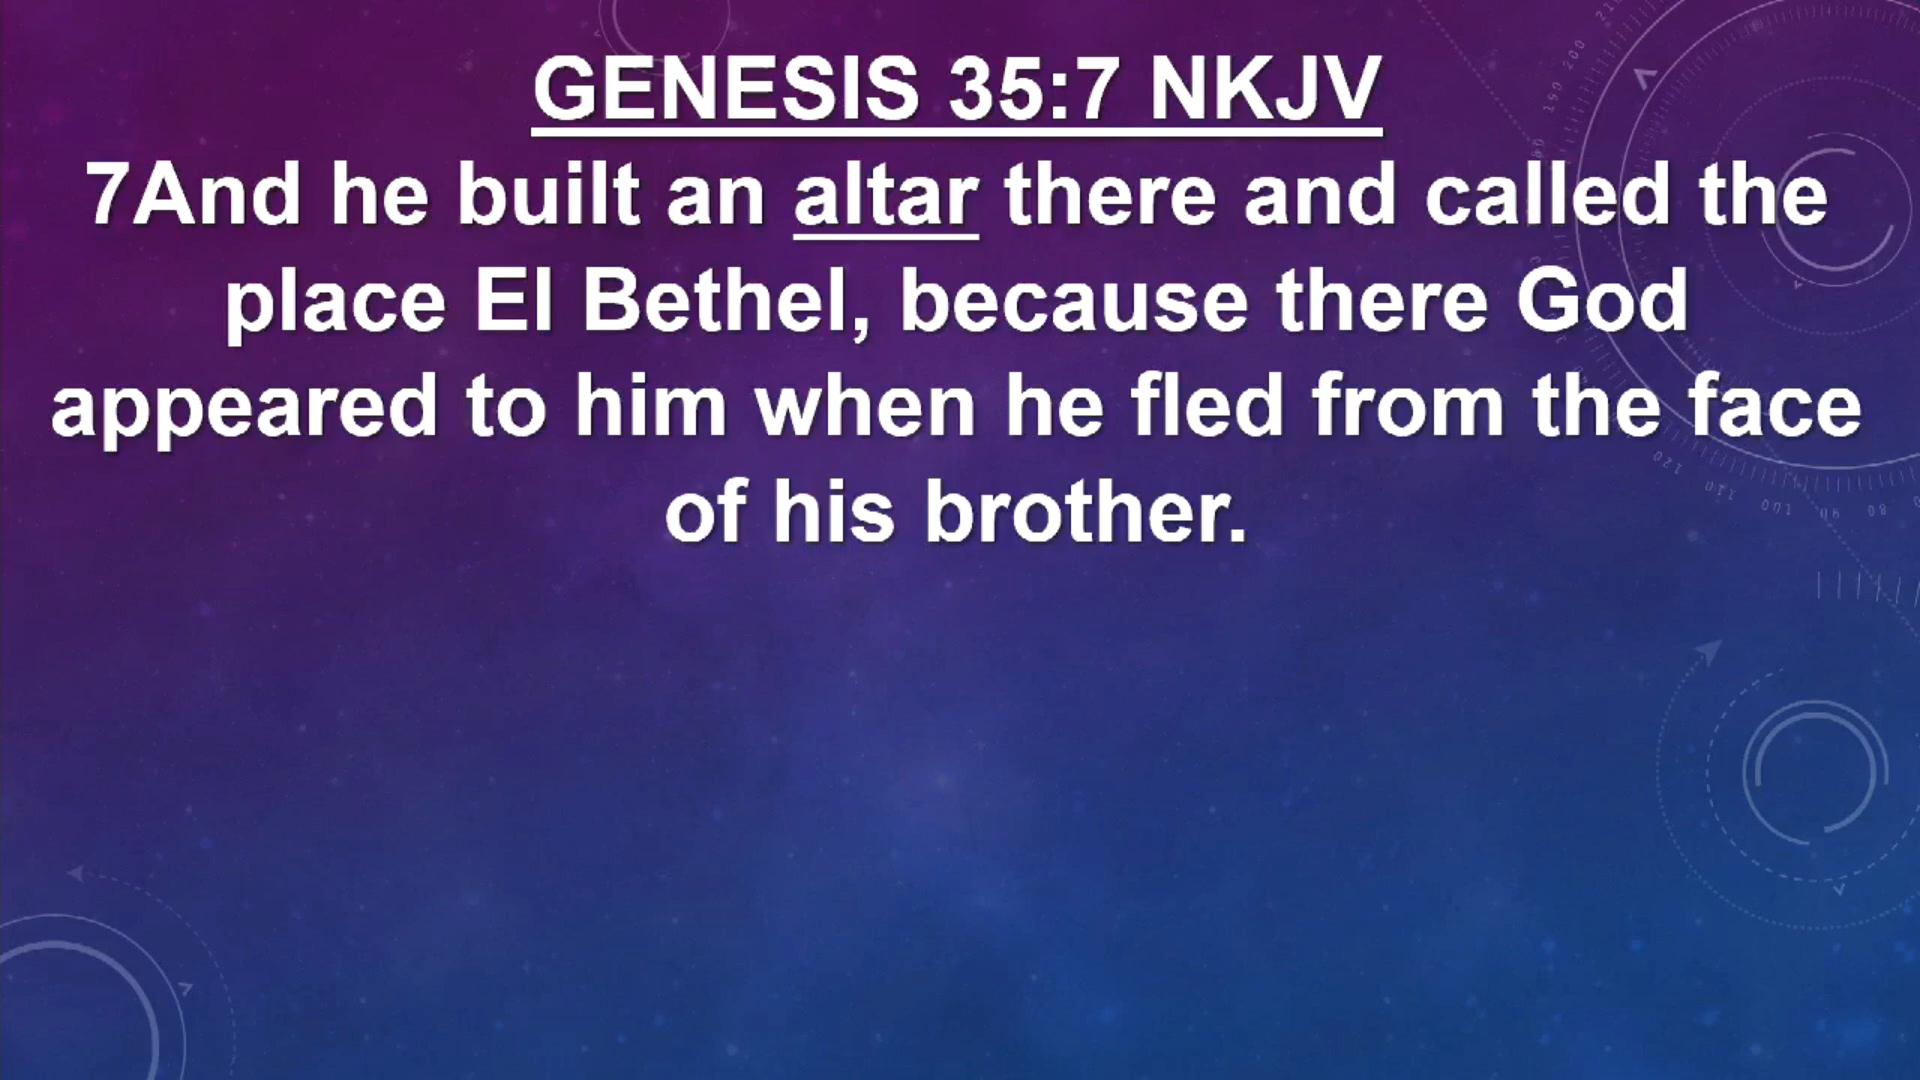 GENESIS 35:7 NKJV
7And he built an altar there and called the
place El Bethel, because there God
appeared to him when he fled from the face
of his brother.